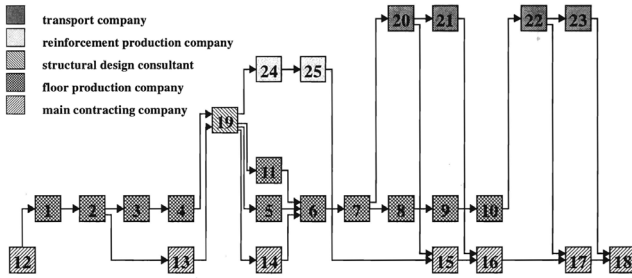 transport company
reinforcement production company
structural design consultant
floor production company
main contracting company
20 21 22 23
24 25
19
11
1 2 3 4 5 6 7 8 9 10
12 13 14 15 16 17 18